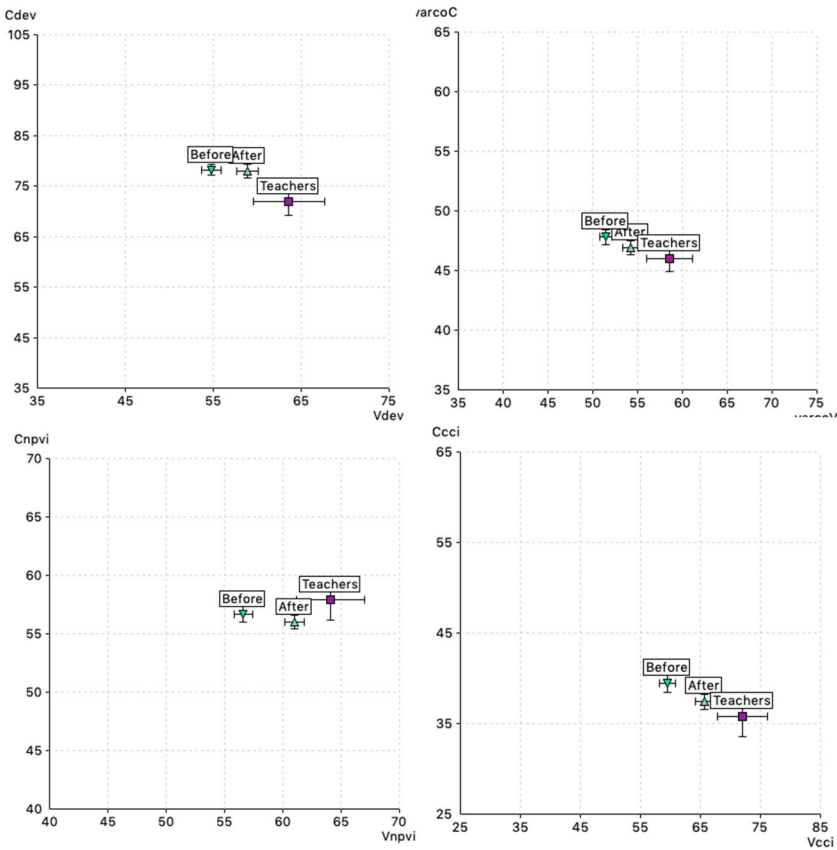 Cdev
105
95
85
75
65
55
45
35
Before
After
Teachers
35 45 55 65 75
Vdev
varcoC
65
60
55
50
45
40
35
Before
After
Teachers
35 40 45 50 55 60 65 70 75
varcoV
Cnpvi
70
65
60
55
50
45
40
Teachers
Before
After
40 45 50 55 60 65 70
Vnpvi
Ccci
65
55
45
35
25
Before
After
Teachers
25 35 45 55 65 75 85
Vcci